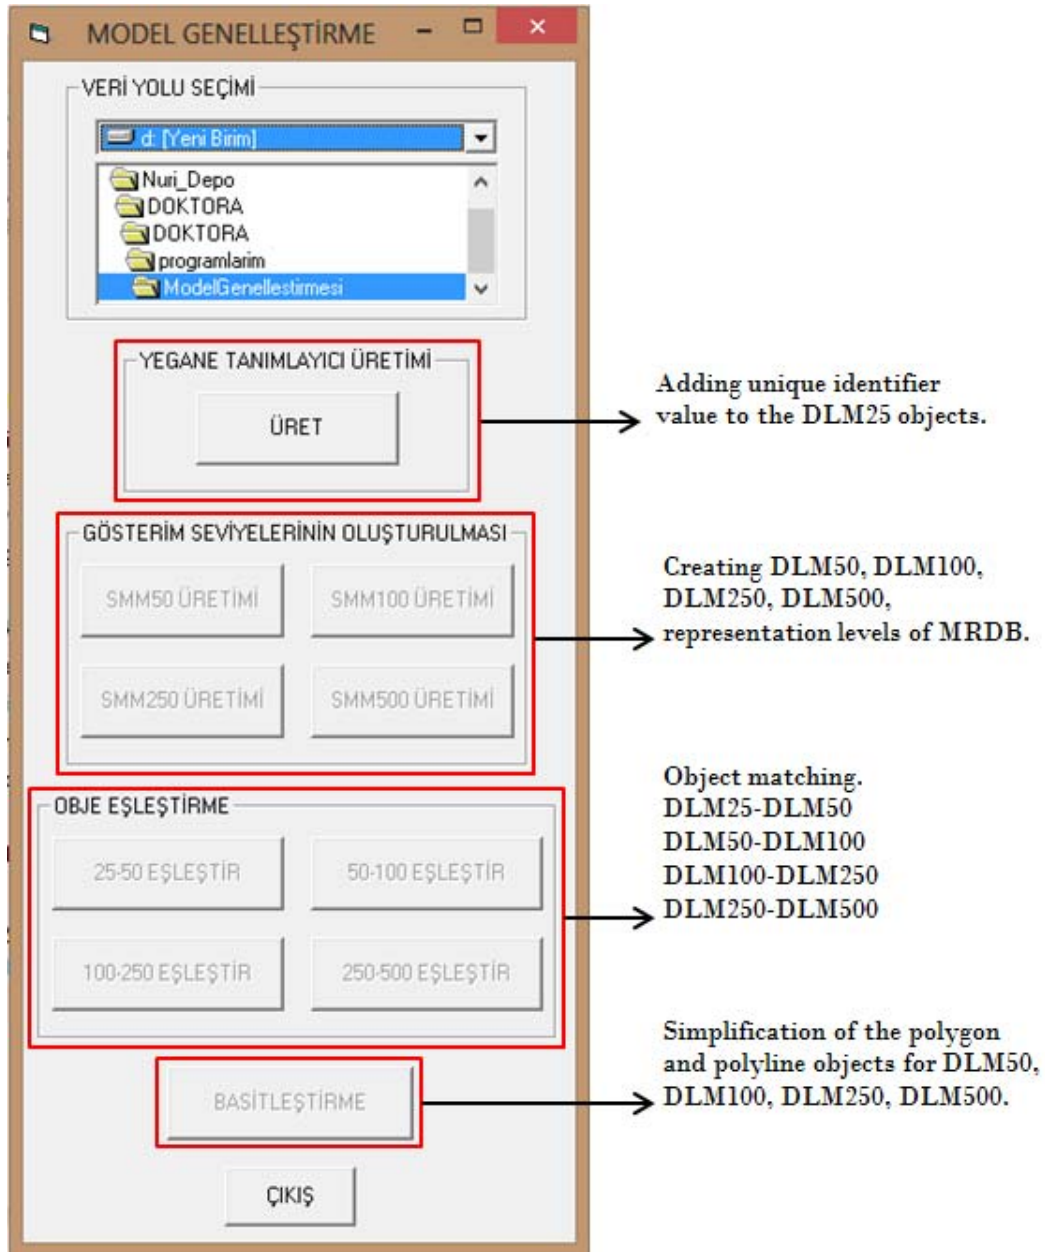 MODEL GENELLEŞTİRME
VERİ YOLU SEÇİMİ
d: [Yeni Birim]
Nuri_Depo
DOKTORA
DOKTORA
programlarim
ModelGenellestirmesi
YEGANE TANIMLAYICI ÜRETİMİ
ÜRET
Adding unique identifier
value to the DLM25 objects.
GÖSTERİM SEVİYELERİNİN OLUŞTURULMASI
SMM50 ÜRETİMİ
SMM100 ÜRETİMİ
SMM250 ÜRETİMİ
SMM500 ÜRETİMİ
Creating DLM50, DLM100,
DLM250, DLM500,
representation levels of MRDB.
OBJE EŞLEŞTİRME
25-50 EŞLEŞTİR
50-100 EŞLEŞTİR
100-250 EŞLEŞTİR
250-500 EŞLEŞTİR
Object matching.
DLM25-DLM50
DLM50-DLM100
DLM100-DLM250
DLM250-DLM500
BASİTLEŞTİRME
Simplification of the polygon
and polyline objects for DLM50,
DLM100, DLM250, DLM500.
ÇIKIŞ